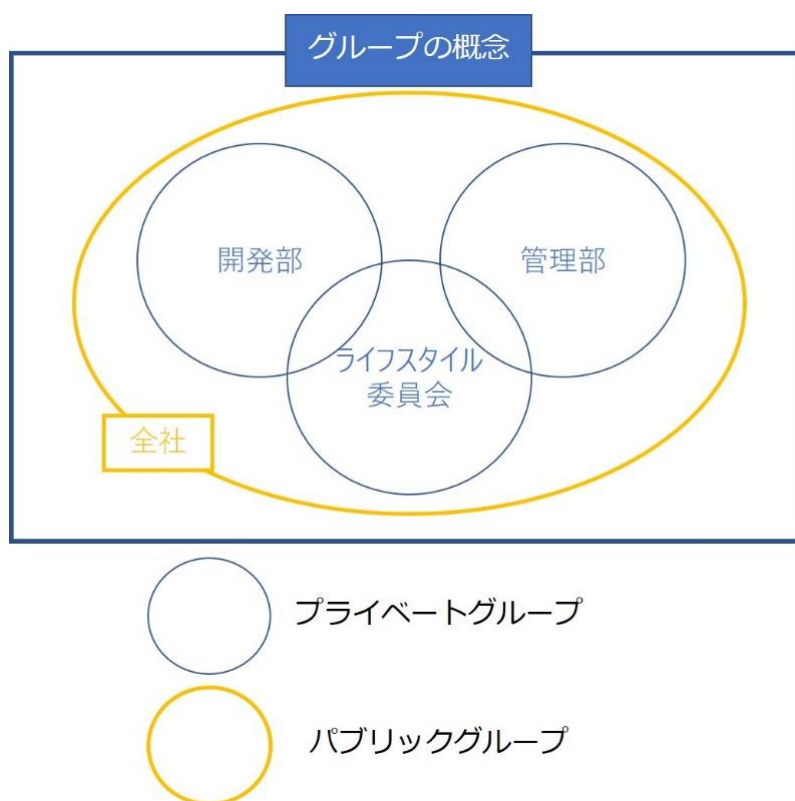 グループの概念
開発部
管理部
ライフスタイル
委員会
全社
プライベートグループ
パブリックグループ